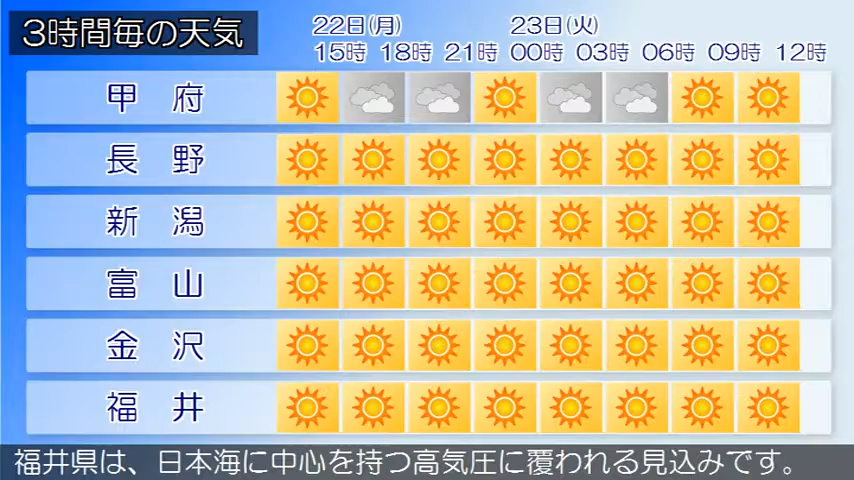 3時間毎の天気
22日(月) 23日(火)
15時 18時 21時 00時 03時 06時 09時 12時
甲 府
長 野
新 潟
富 山
金 沢
福 井
福井県は、日本海に中心を持つ高気圧に覆われる見込みです。